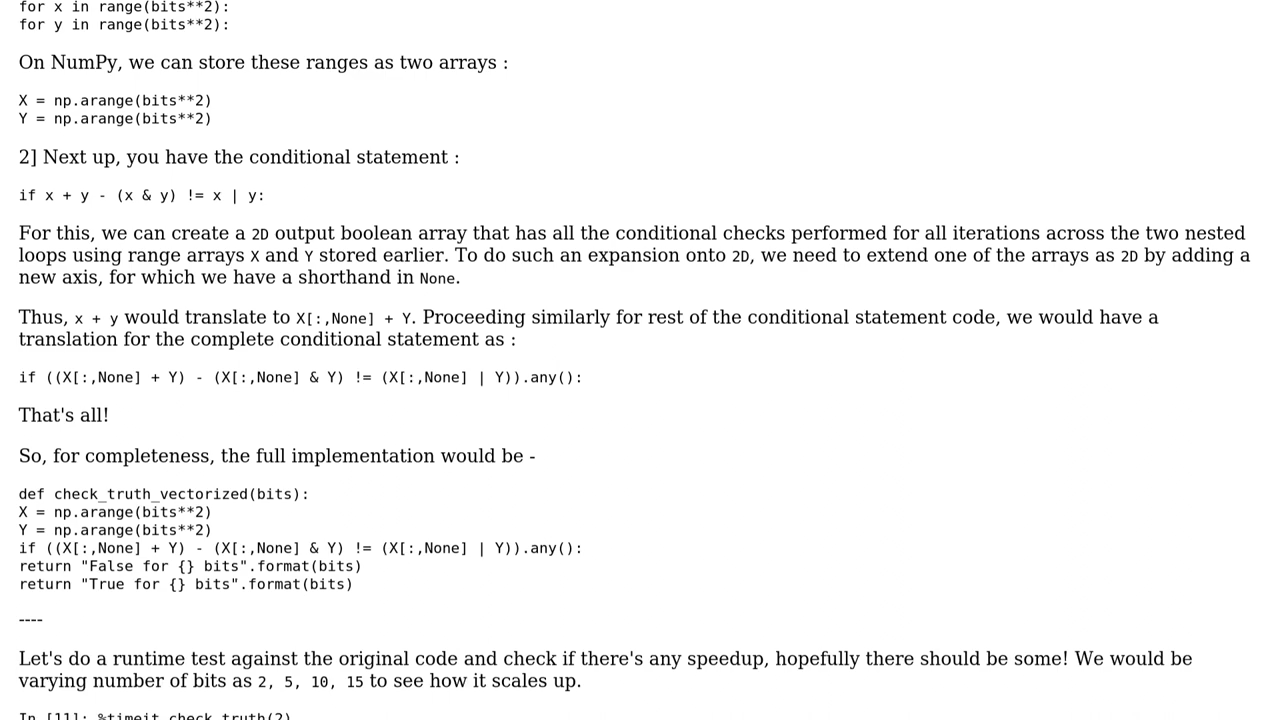 for x in range(bits**2):
for y in range(bits**2):
On NumPy, we can store these ranges as two arrays :
X = np.arange(bits**2)
Y = np.arange(bits**2)
2] Next up, you have the conditional statement :
if x + y - (x & y) != x | y:
For this, we can create a 2D output boolean array that has all the conditional checks performed for all iterations across the two nested
loops using range arrays X and Y stored earlier. To do such an expansion onto 2D, we need to extend one of the arrays as 2D by adding a
new axis, for which we have a shorthand in None.
Thus, x + y would translate to X[:,None] + Y. Proceeding similarly for rest of the conditional statement code, we would have a
translation for the complete conditional statement as :
if ((X[:,None] + Y) - (X[:,None] & Y) != (X[:,None] | Y)).any():
That's all!
So, for completeness, the full implementation would be -
def check_truth_vectorized(bits):
X = np.arange(bits**2)
Y = np.arange(bits**2)
if ((X[:,None] + Y) - (X[:,None] & Y) != (X[:,None] | Y)).any():
return "False for {} bits".format(bits)
return "True for {} bits".format(bits)
----
Let's do a runtime test against the original code and check if there's any speedup, hopefully there should be some! We would be
varying number of bits as 2, 5, 10, 15 to see how it scales up.
In [11]: %timeit check_truth(2)